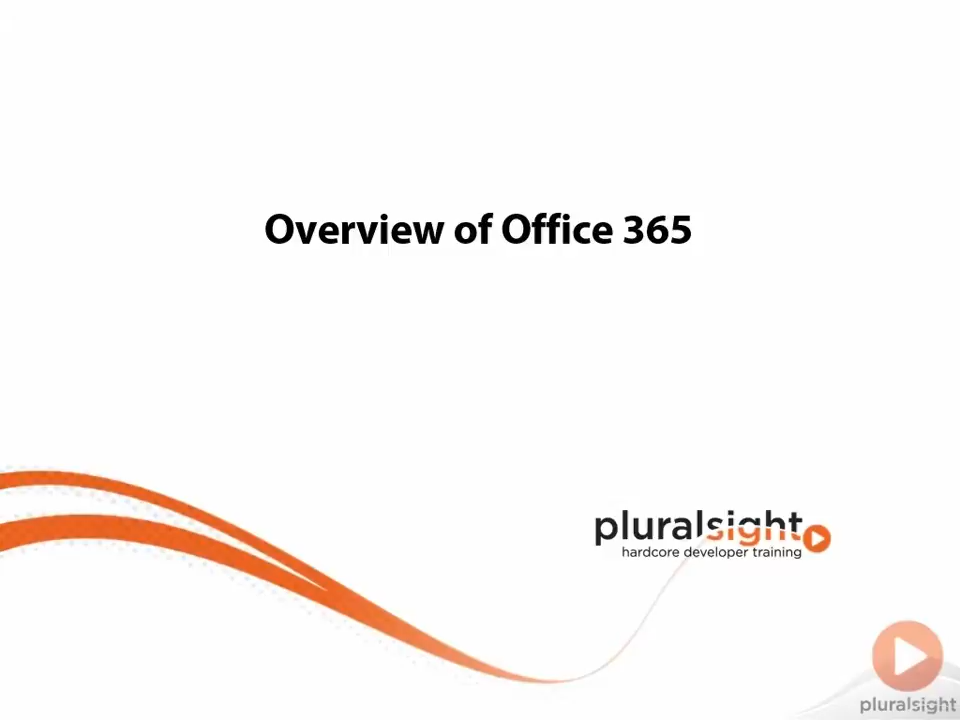 Overview of Office 365
pluralsight
hardcore developer training
pluralsight